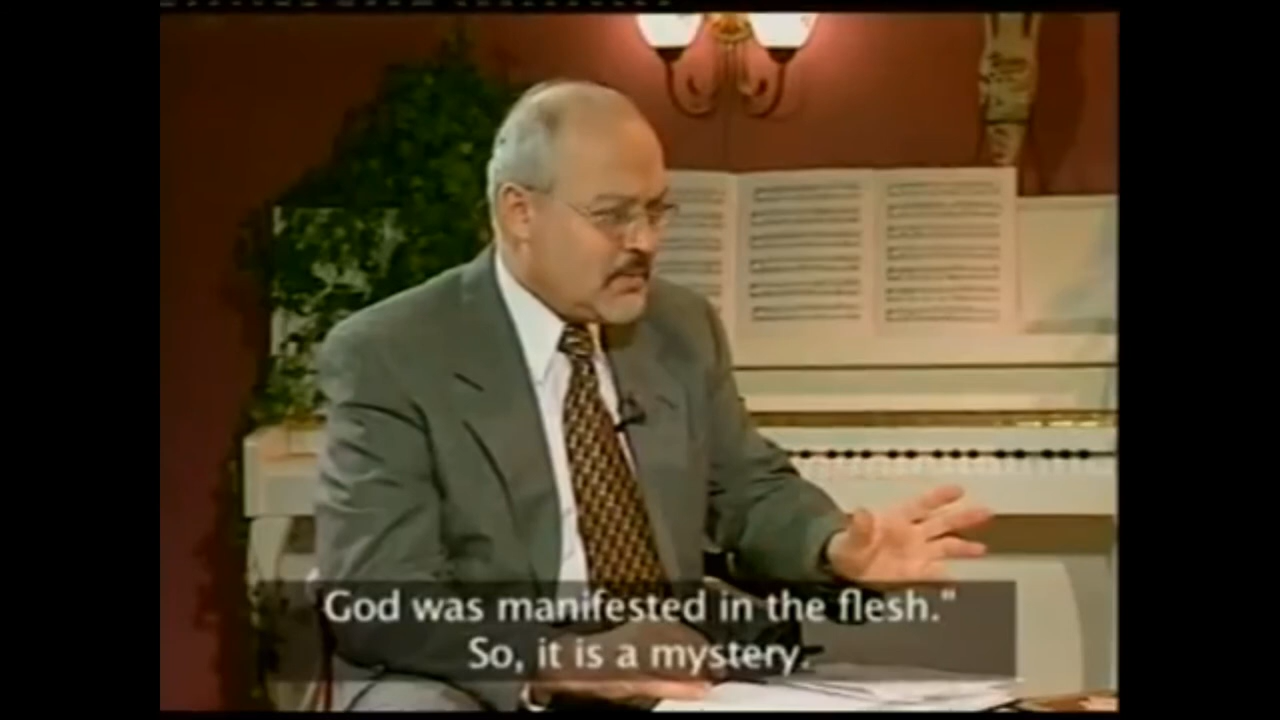 God was manifested in the flesh."
So, it is a mystery.